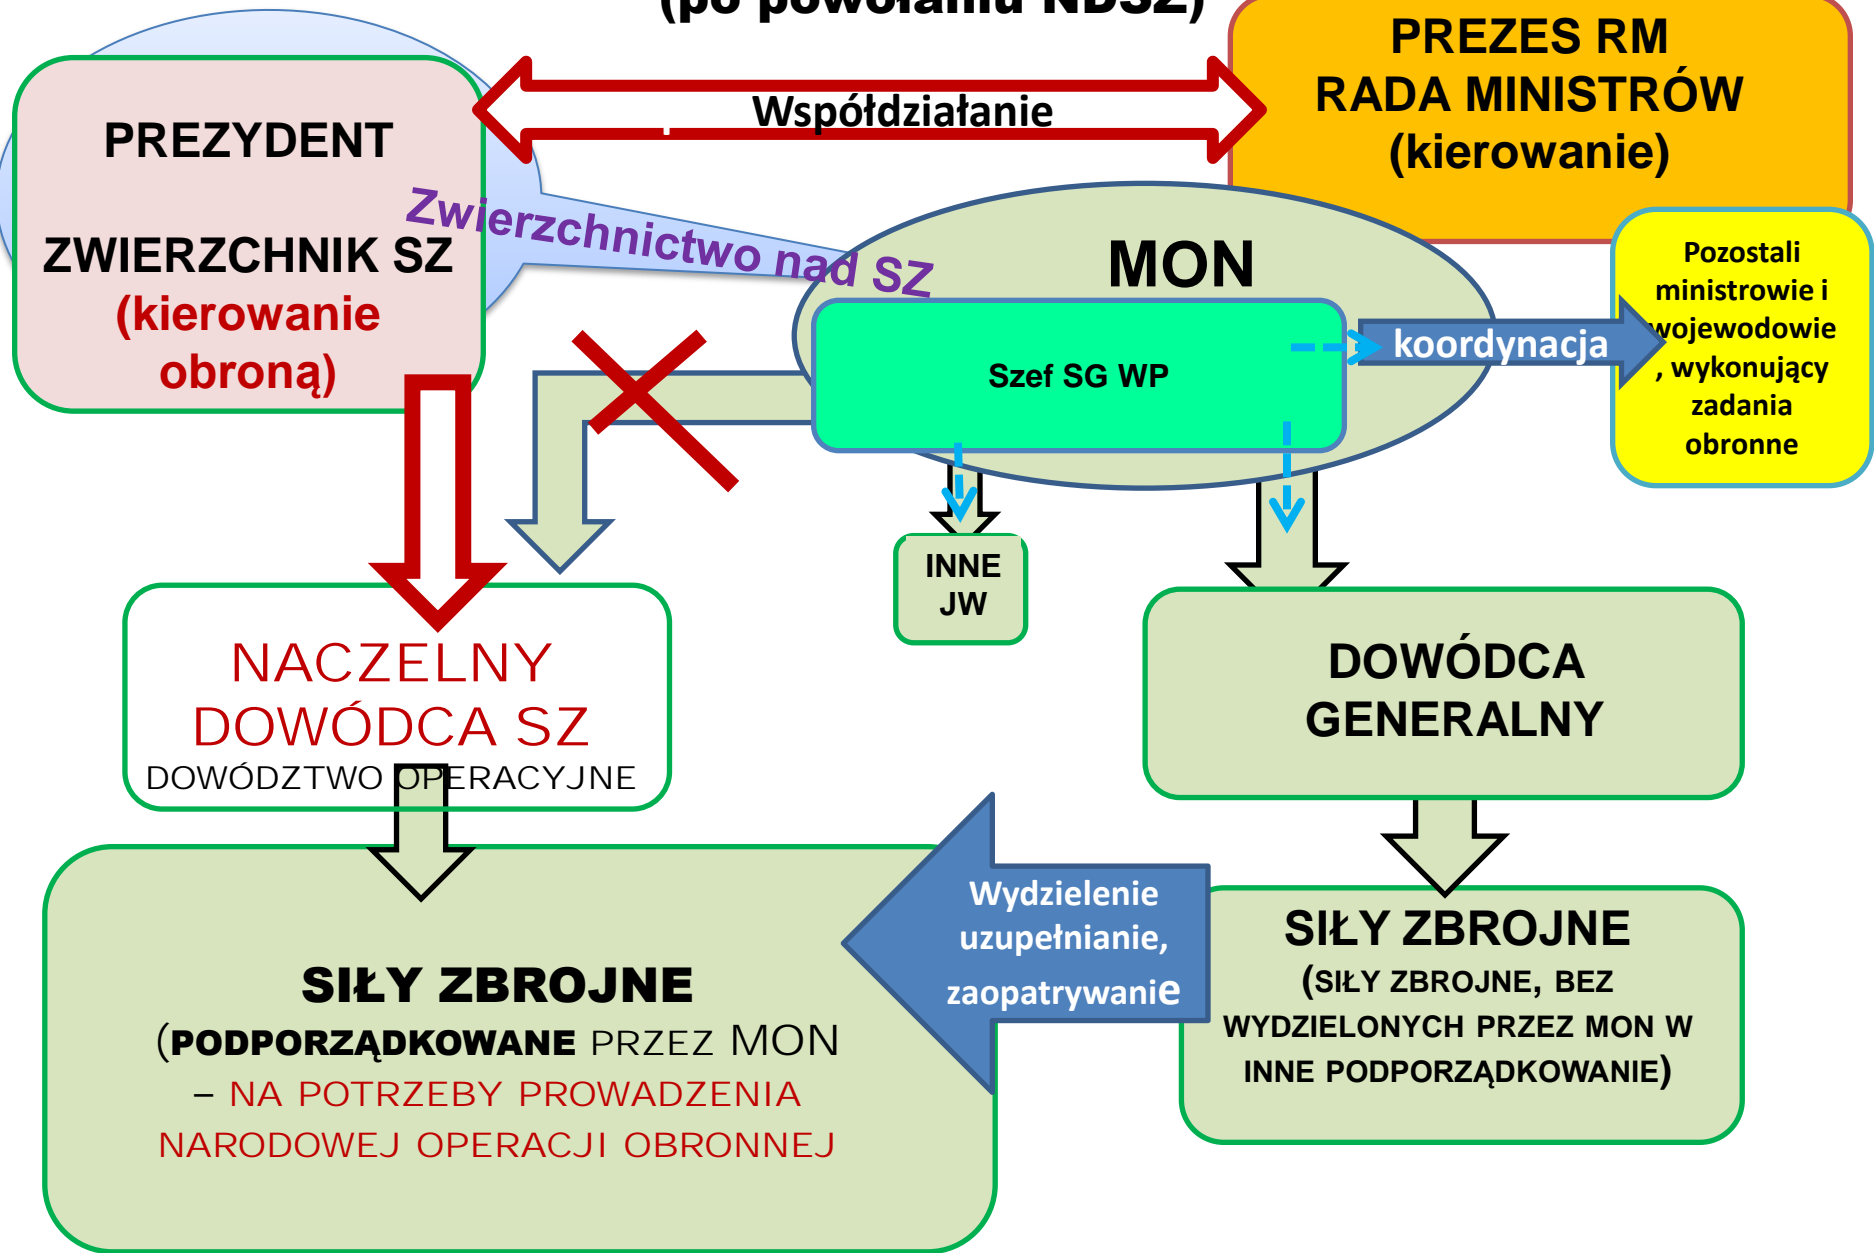 (po powołaniu NDSZ)
PREZYDENT
ZWIERZCHNIK SZ
(kierowanie
obroną)
Współdziałanie
PREZES RM
RADA MINISTRÓW
(kierowanie)
Zwierzchnictwo nad SZ
MON
Szef SG WP
koordynacja
Pozostali
ministrowie i
wojewodowie
, wykonujący
zadania
obronne
INNE
JW
NACZELNY
DOWÓDCA SZ
DOWÓDZTWO OPERACYJNE
DOWÓDCA
GENERALNY
SIŁY ZBROJNE
(PODPORZĄDKOWANE PRZEZ MON
– NA POTRZEBY PROWADZENIA
NARODOWEJ OPERACJI OBRONNEJ
Wydzielenie
uzupełnianie,
zaopatrywanie
SIŁY ZBROJNE
(SIŁY ZBROJNE, BEZ
WYDZIELONYCH PRZEZ MON W
INNE PODPORZĄDKOWANIE)